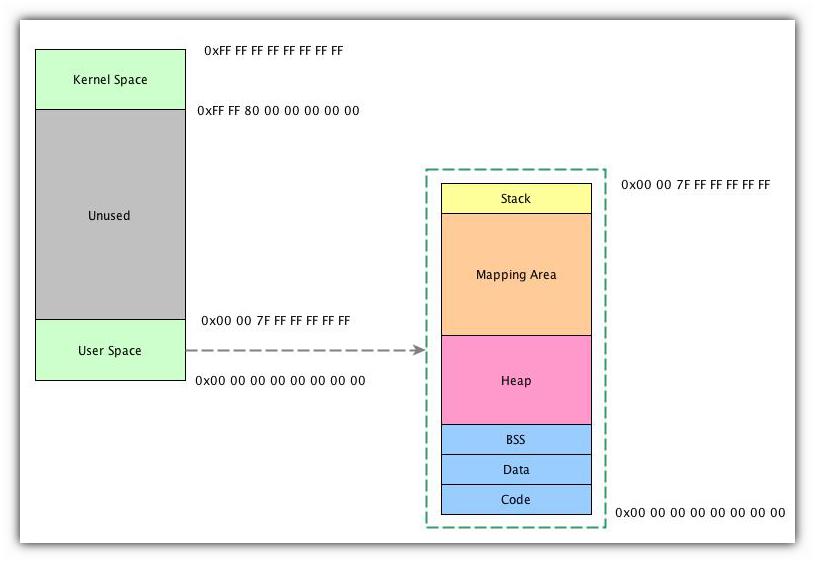 0xFF FF FF FF FF FF FF FF
Kernel Space
0xFF FF 80 00 00 00 00 00
Unused
0x00 00 7F FF FF FF FF FF
User Space
0x00 00 00 00 00 00 00 00
0x00 00 7F FF FF FF FF FF
Stack
Mapping Area
Heap
BSS
Data
Code
0x00 00 00 00 00 00 00 00